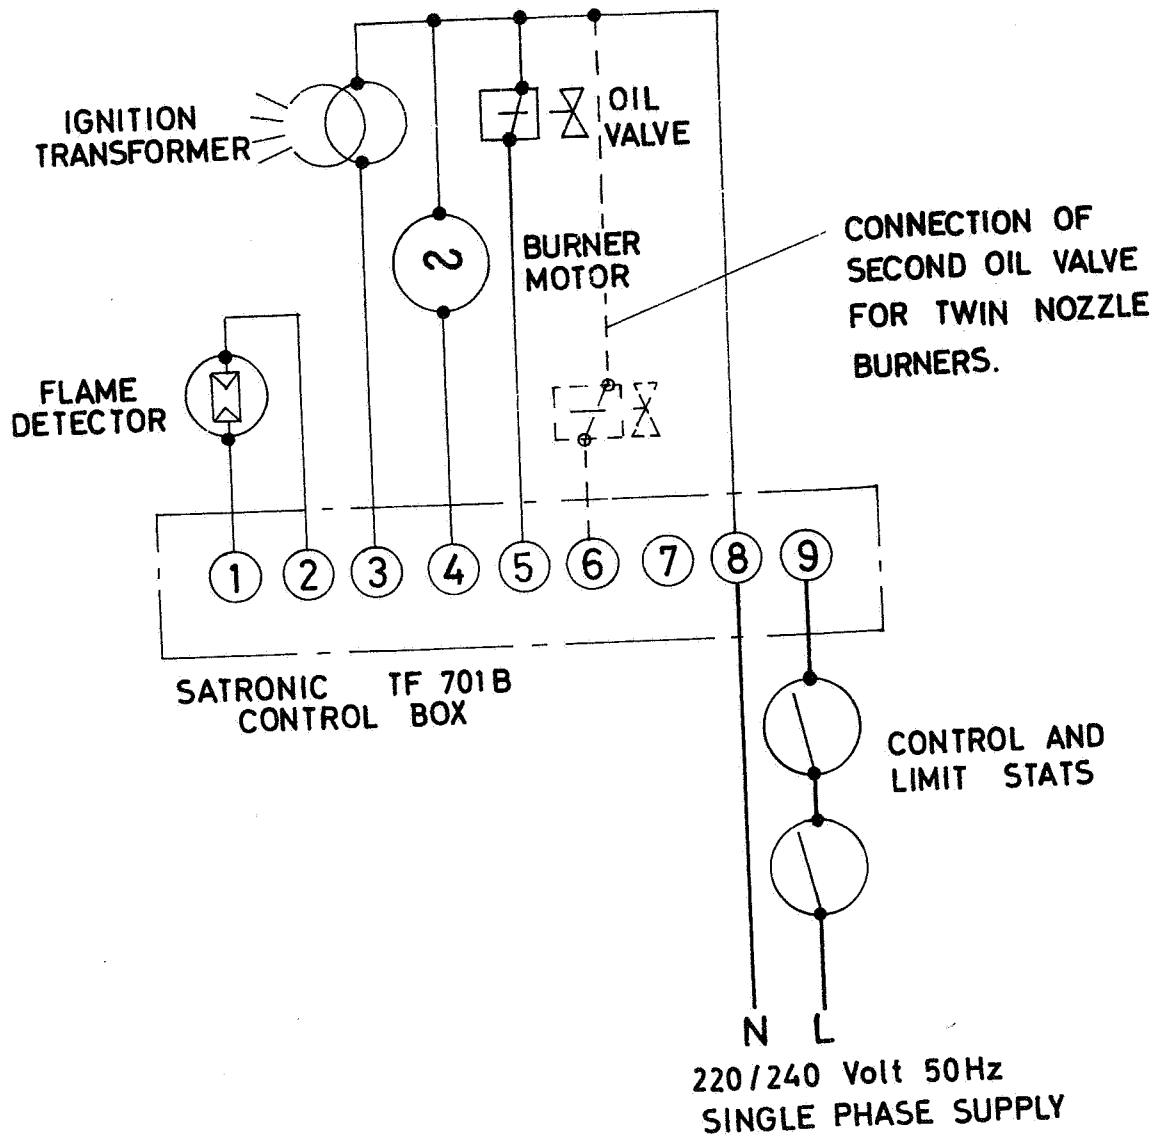 IGNITION
TRANSFORMER
OIL
VALVE
BURNER
MOTOR
CONNECTION OF
SECOND OIL VALVE
FOR TWIN NOZZLE
BURNERS.
FLAME
DETECTOR
1 2 3 4 5 6 7 8 9
SATRONIC TF 701B
CONTROL BOX
CONTROL AND
LIMIT STATS
N L
220/240 Volt 50Hz
SINGLE PHASE SUPPLY